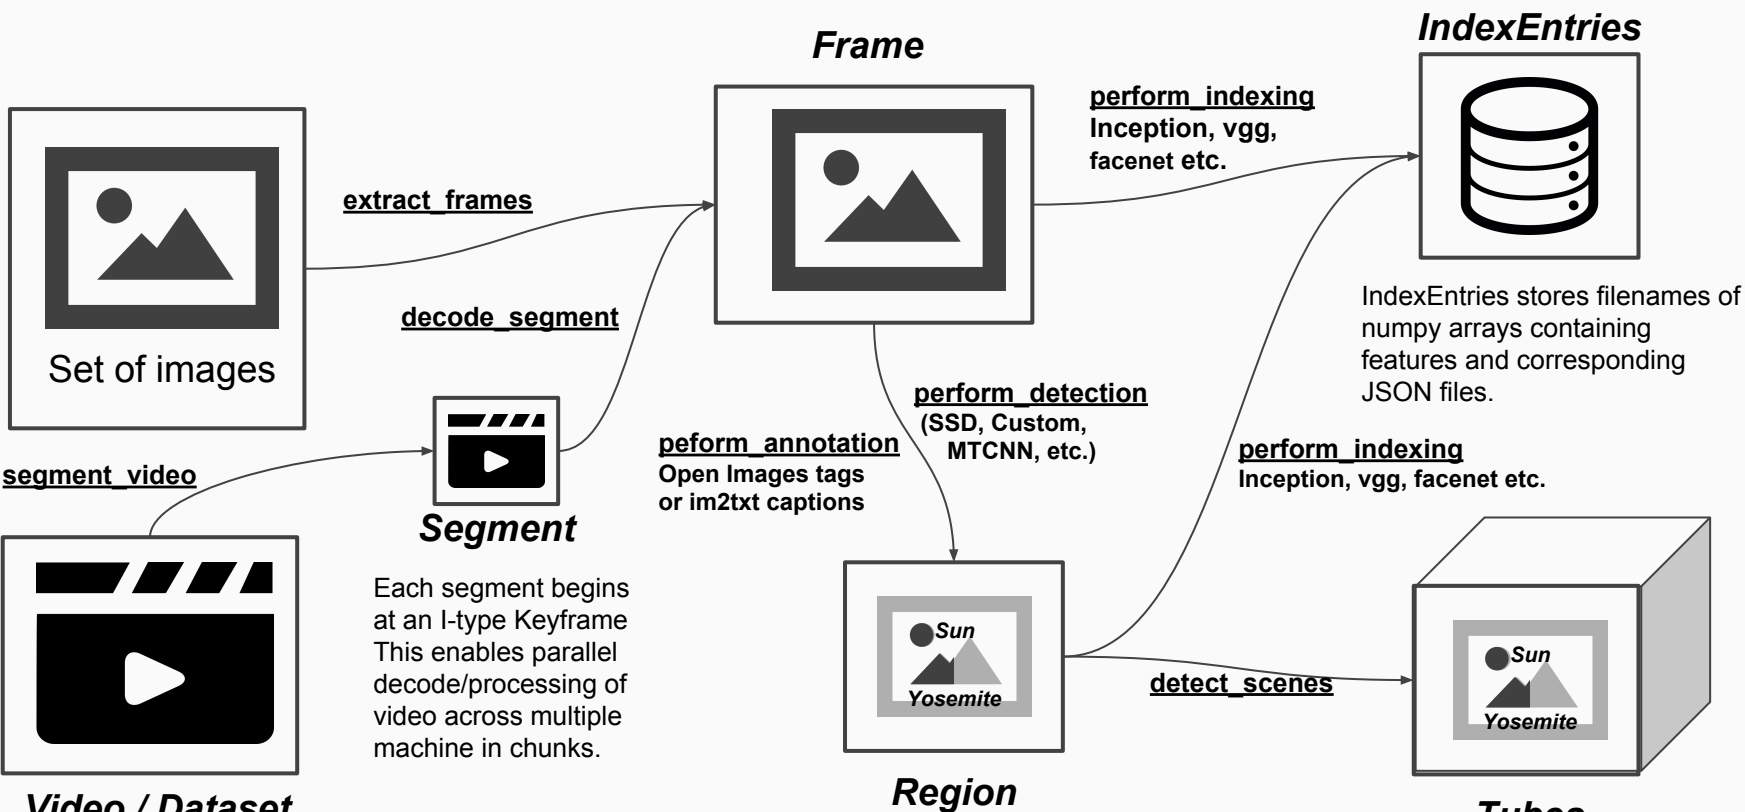 IndexEntries
Frame
perform_indexing
Inception, vgg,
facenet etc.
extract_frames
decode_segment
Set of images
IndexEntries stores filenames of
numpy arrays containing
features and corresponding
JSON files.
perform_detection
(SSD, Custom,
MTCNN, etc.)
peform_annotation
Open Images tags
or im2txt captions
perform_indexing
Inception, vgg, facenet etc.
segment_video
Segment
Each segment begins
at an I-type Keyframe
This enables parallel
decode/processing of
video across multiple
machine in chunks.
Sun
Yosemite
detect_scenes
Sun
Yosemite
Video / Dataset
Region
Tubes